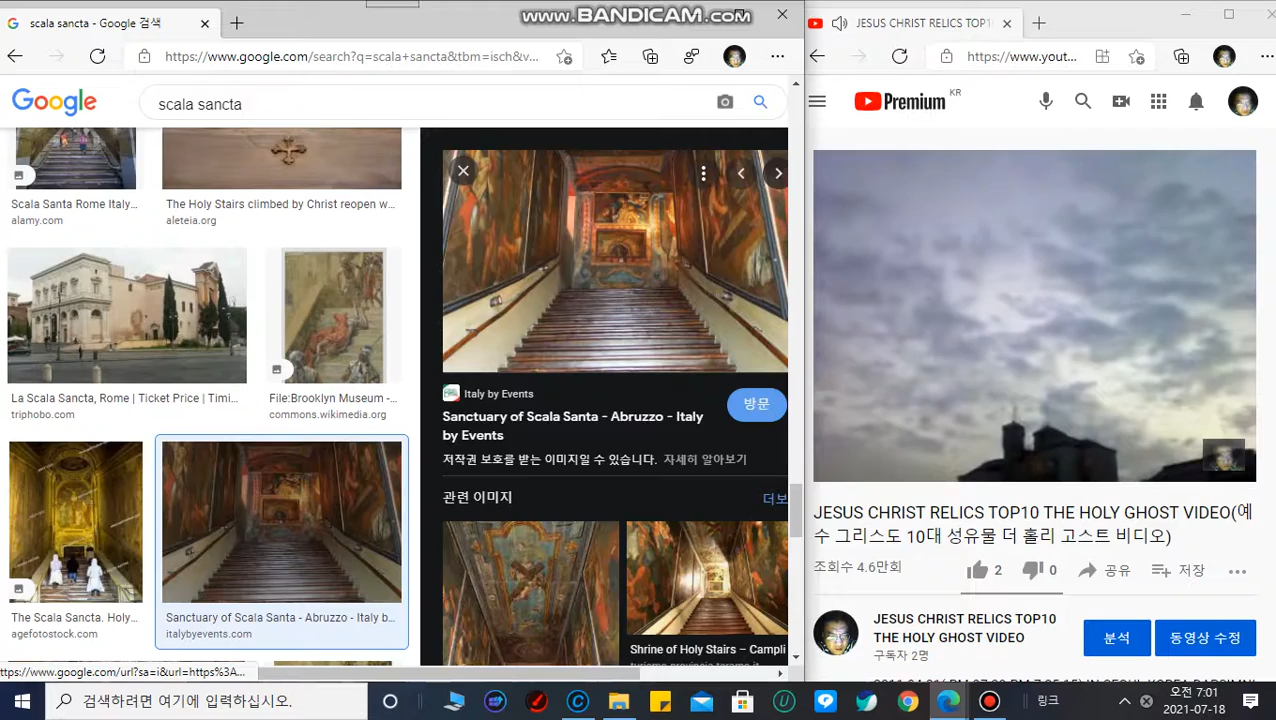 scala sancta - Google 검색
www.BANDICAM.com
JESUS CHRIST RELICS TOP1
https://www.google.com/search?q=scala+sancta&tbm=isch&v...
https://www.yout...
Google
scala sancta
Premium KR
Scala Santa Rome Italy...
alamy.com
The Holy Stairs climbed by Christ reopen w...
aleteia.org
La Scala Sancta, Rome | Ticket Price | Timi...
triphobo.com
File:Brooklyn Museum -...
commons.wikimedia.org
The Scala Sancta. Holy...
agefotostock.com
Sanctuary of Scala Santa - Abruzzo - Italy b...
italybyevents.com
Italy by Events
Sanctuary of Scala Santa - Abruzzo - Italy
by Events
방문
저작권 보호를 받는 이미지일 수 있습니다. 자세히 알아보기
관련 이미지
더보
Shrine of Holy Stairs – Campli
turismo.provincia.teramo.it
JESUS CHRIST RELICS TOP10 THE HOLY GHOST VIDEO(예
수 그리스도 10대 성유물 더 홀리 고스트 비디오)
조회수 4.6만회
2
0
공유
저장
JESUS CHRIST RELICS TOP10
THE HOLY GHOST VIDEO
구독자 2명
분석
동영상 수정
https://www.google.com/url?sa=i&url=https%3A...
검색하려면 여기에 입력하십시오.
링크
오전 7:01
2021-07-18